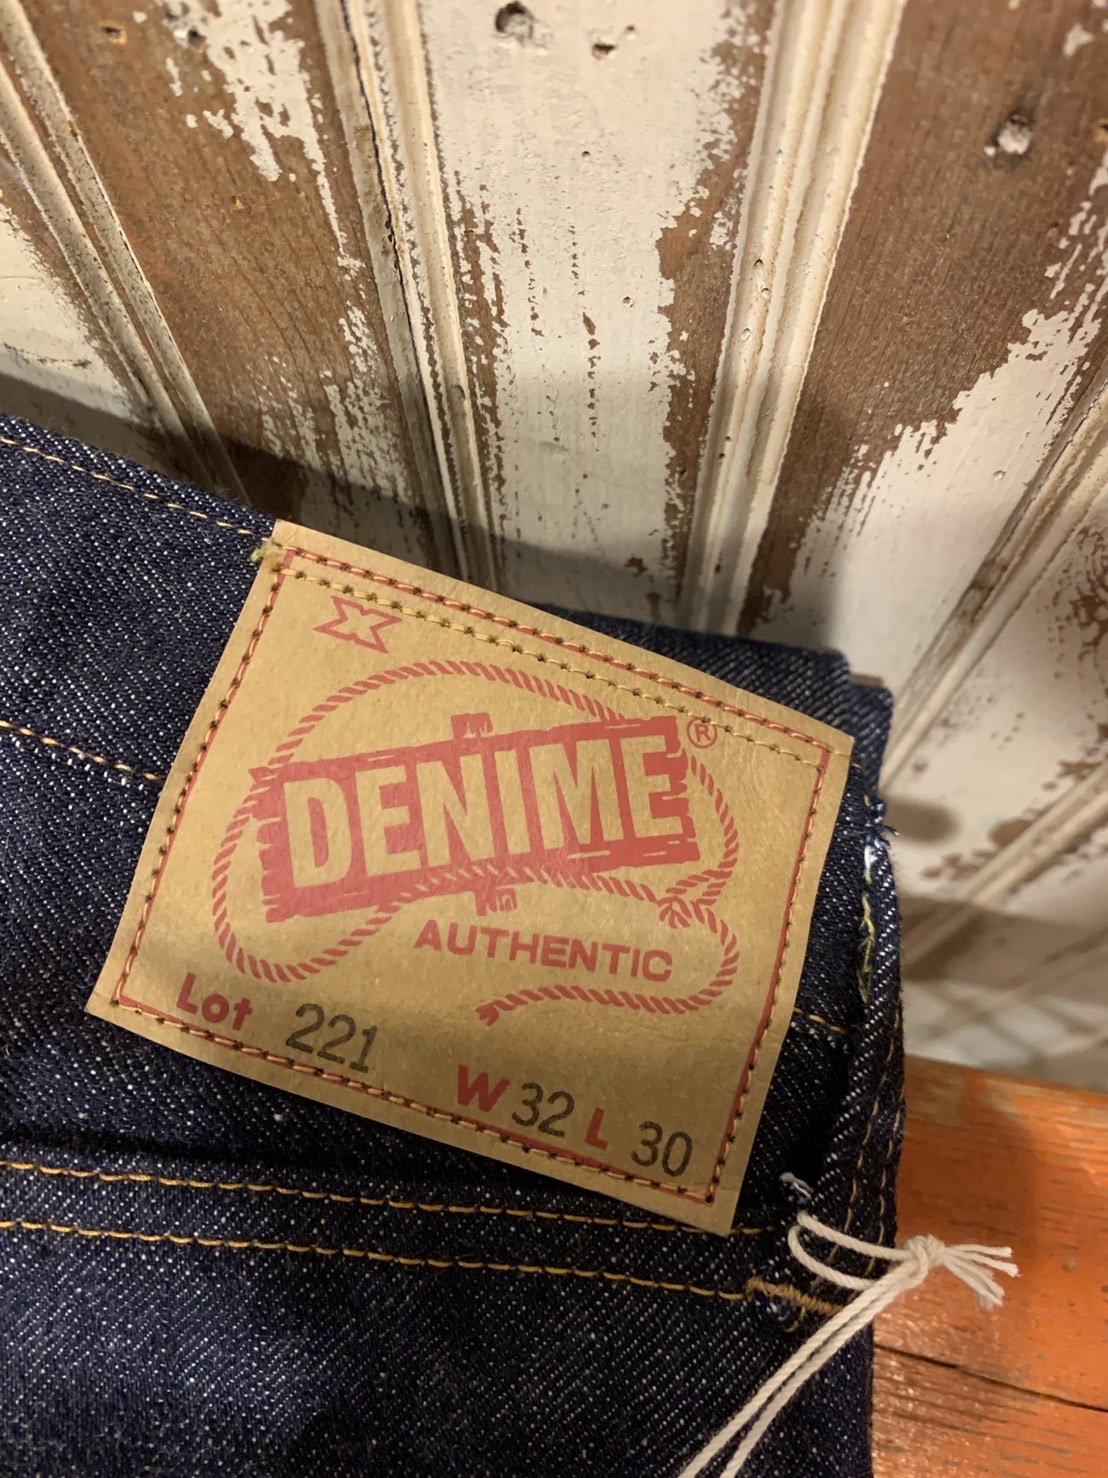 X
DENIME®
AUTHENTIC
Lot 221 W 32 L 30